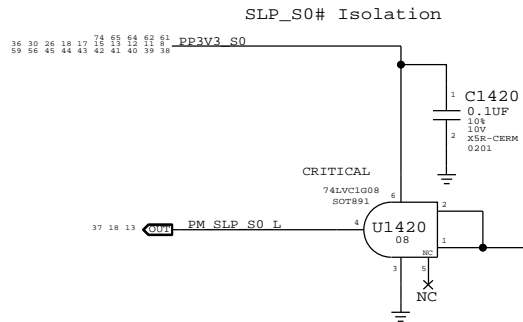 SLP_S0# Isolation
74 65 64 62 61
36 30 26 18 17 15 13 12 11 8
59 56 45 44 43 42 41 40 39 38
PP3V3_S0
1
C1420
0.1UF
10%
10V
2
X5R-CERM
0201
CRITICAL
74LVC1G08
SOT891
6
37 18 13
OUT
PM_SLP_S0_L
4
U1420
08
2
1
NC
3
5
NC